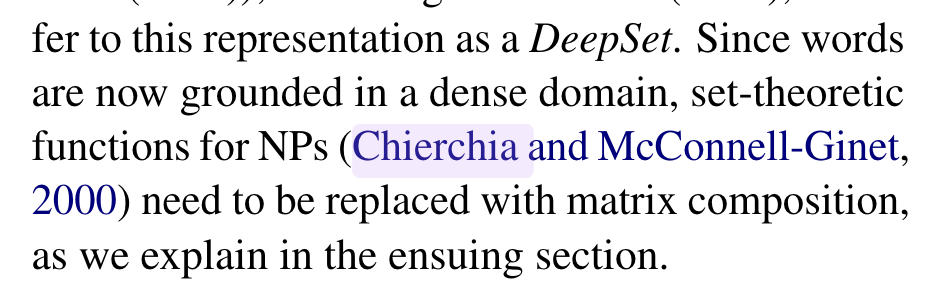 fer to this representation as a DeepSet. Since words
are now grounded in a dense domain, set-theoretic
functions for NPs (Chierchia and McConnell-Ginet,
2000) need to be replaced with matrix composition,
as we explain in the ensuing section.